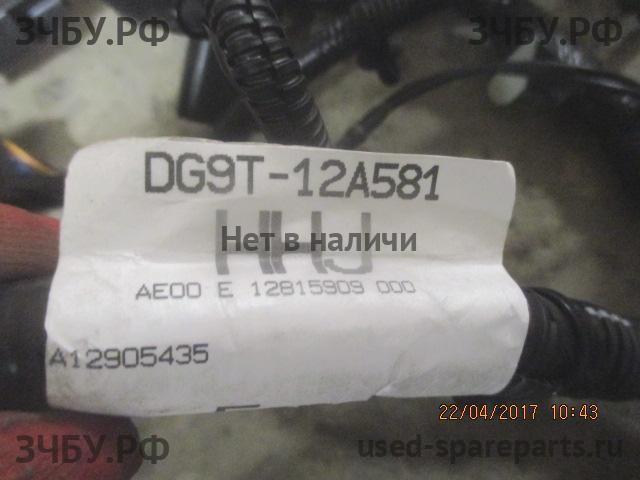 ЗЧБУ.РФ
ЗЧБУ.РФ
DG9T-12A581
HHJ
Нет в наличи
AE00 E 12815909 000
A12905435
22/04/2017 10:43
ЗЧБУ.РФ
used-spareparts.ru